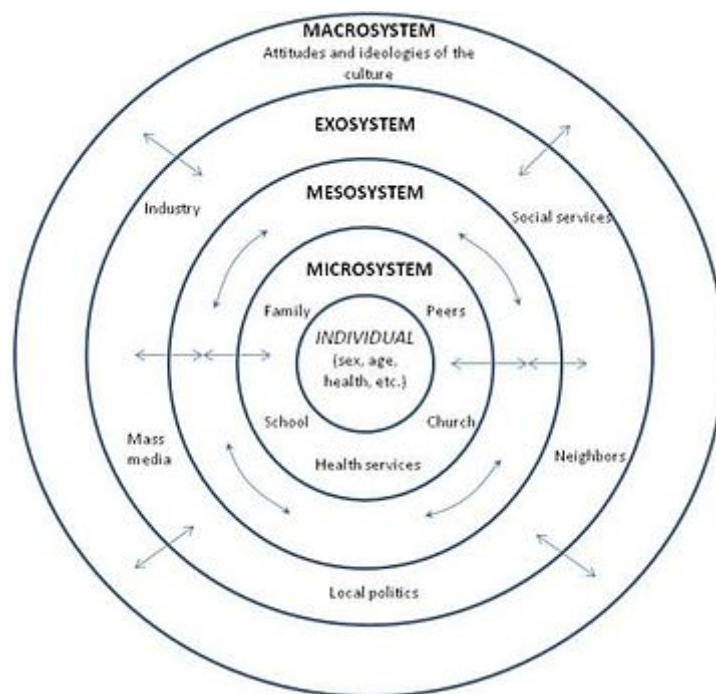 MACROSYSTEM
Attitudes and ideologies of the
culture
EXOSYSTEM
MESOSYSTEM
Industry
Social services
MICROSYSTEM
Family
Peers
INDIVIDUAL
(sex, age,
health, etc.)
School
Church
Mass
media
Health services
Neighbors
Local politics